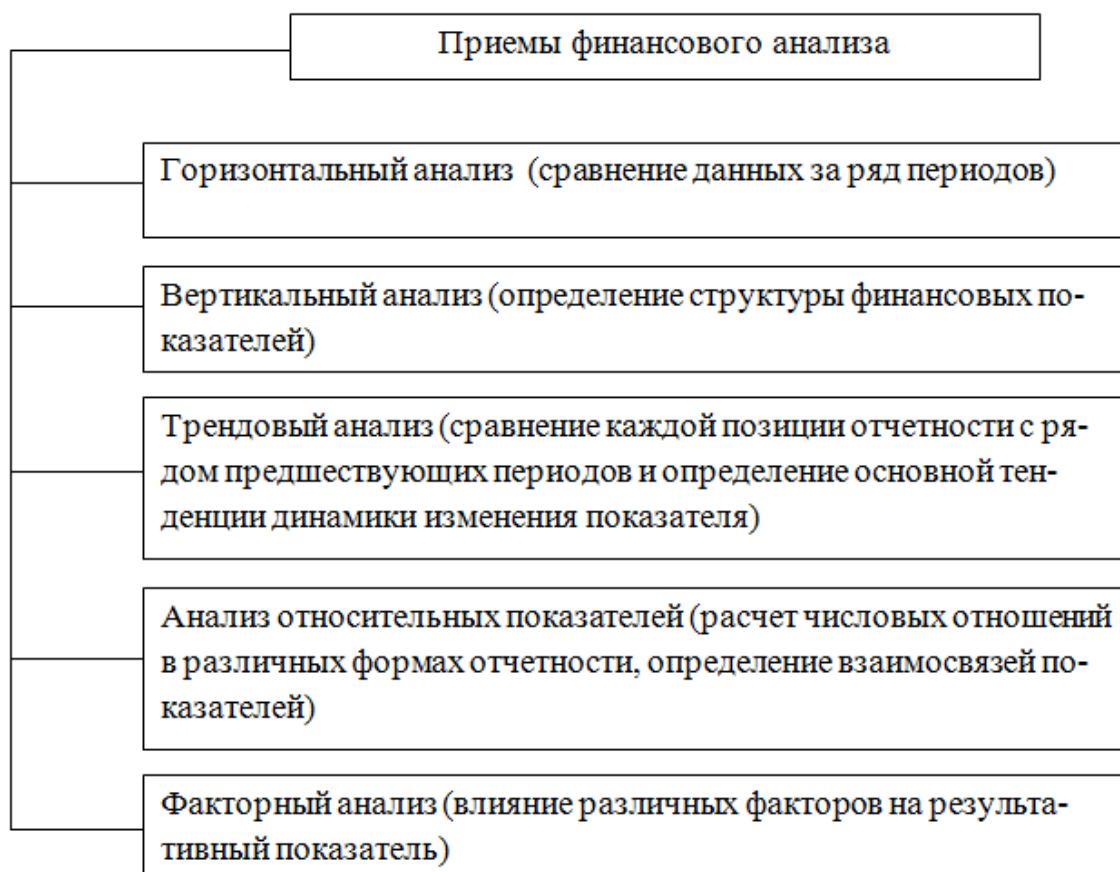 Приемы финансового анализа
Горизонтальный анализ (сравнение данных за ряд периодов)
Вертикальный анализ (определение структуры финансовых по-
казателей)
Трендовый анализ (сравнение каждой позиции отчетности с ря-
дом предшествующих периодов и определение основной тен-
денции динамики изменения показателя)
Анализ относительных показателей (расчет числовых отношений
в различных формах отчетности, определение взаимосвязей по-
казателей)
Факторный анализ (влияние различных факторов на результа-
тивный показатель)